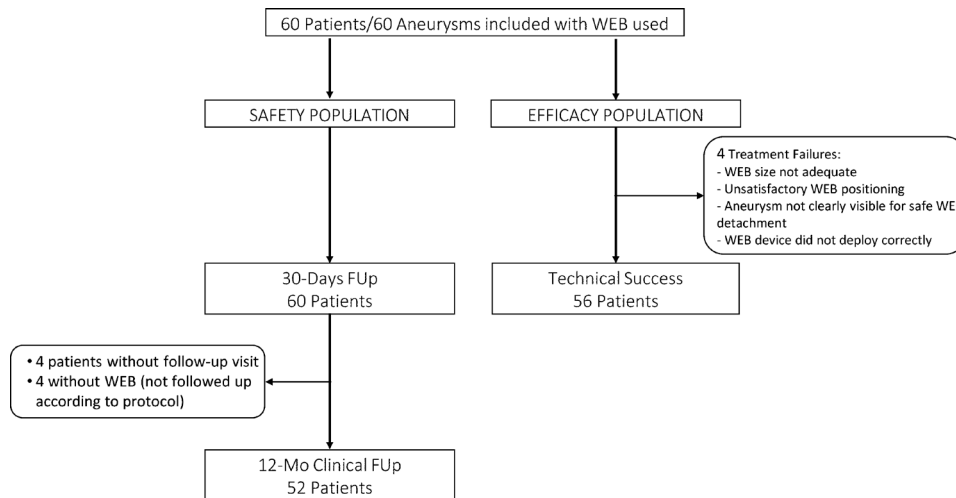 60 Patients/60 Aneurysms included with WEB used
SAFETY POPULATION
EFFICACY POPULATION
4 Treatment Failures:
- WEB size not adequate
- Unsatisfactory WEB positioning
- Aneurysm not clearly visible for safe WE
detachment
- WEB device did not deploy correctly
30-Days FUp
60 Patients
Technical Success
56 Patients
• 4 patients without follow-up visit
• 4 without WEB (not followed up
according to protocol)
12-Mo Clinical FUp
52 Patients